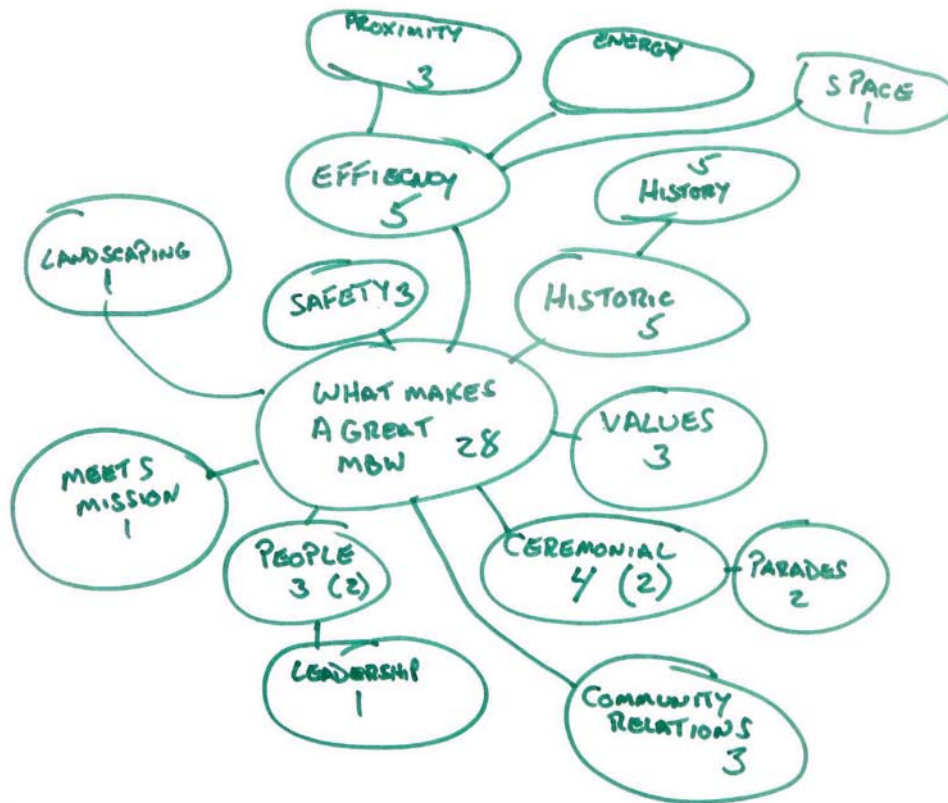 PROXIMITY
3
ENERGY
SPACE
1
EFFIECNY
5
5
HISTORY
LANDSCAPING
1
SAFETY 3
HISTORIC
5
WHAT MAKES
A GREAT
MBW 28
VALUES
3
MEETS
MISSION
1
PEOPLE
3 (2)
CEREMONIAL
4 (2)
PARADES
2
LEADERSHIP
1
COMMUNITY
RELATIONS
3